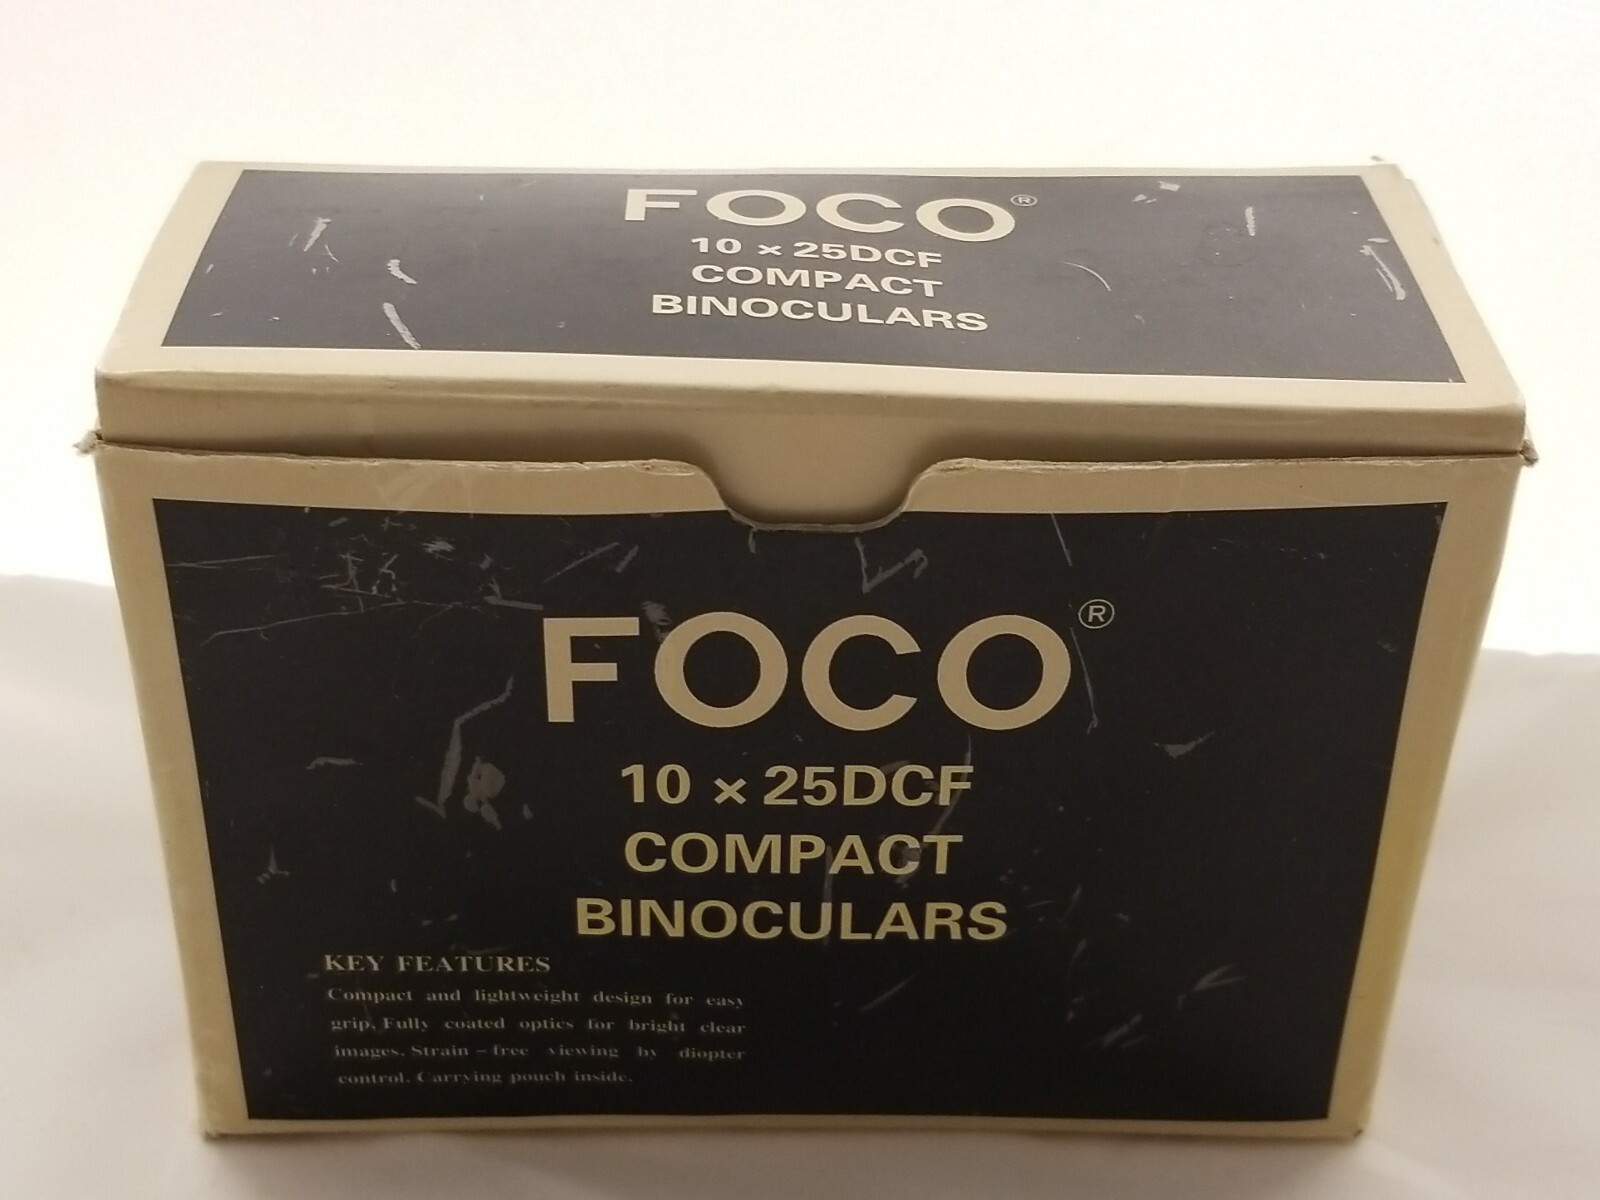 FOCO®
10 × 25DCF
COMPACT
BINOCULARS
FOCO®
10 × 25DCF
COMPACT
BINOCULARS
KEY FEATURES
Compact and lightweight design for easy
grip. Fully coated optics for bright clear
images. Strain – free viewing by diopter
control. Carrying pouch inside.